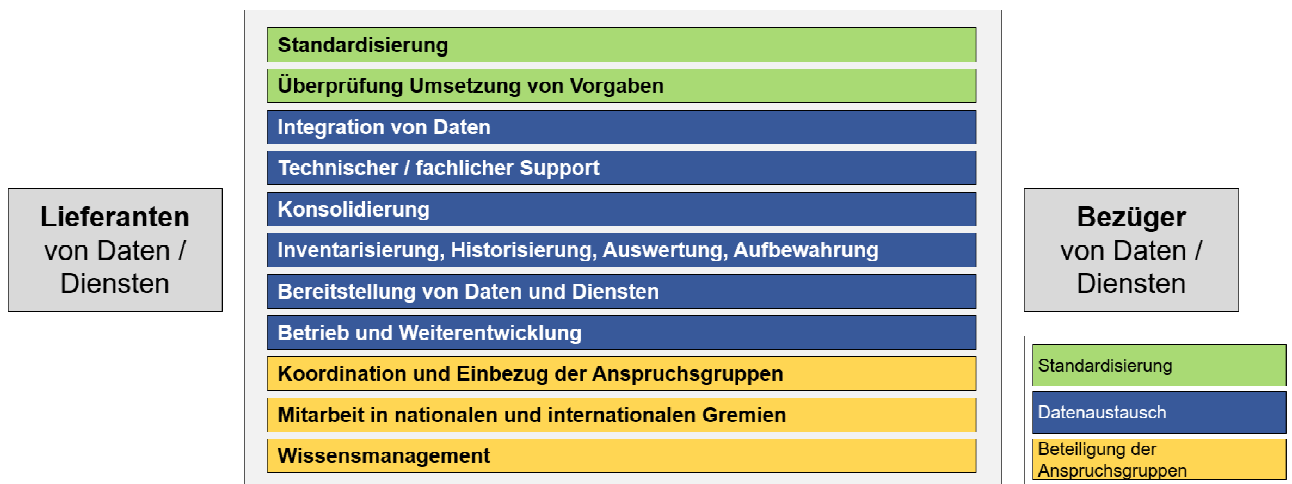 Standardisierung
Überprüfung Umsetzung von Vorgaben
Integration von Daten
Technischer / fachlicher Support
Konsolidierung
Inventarisierung, Historisierung, Auswertung, Aufbewahrung
Bereitstellung von Daten und Diensten
Betrieb und Weiterentwicklung
Koordination und Einbezug der Anspruchsgruppen
Mitarbeit in nationalen und internationalen Gremien
Wissensmanagement
Lieferanten
von Daten /
Diensten
Bezüger
von Daten /
Diensten
Standardisierung
Datenaustausch
Beteiligung der
Anspruchsgruppen